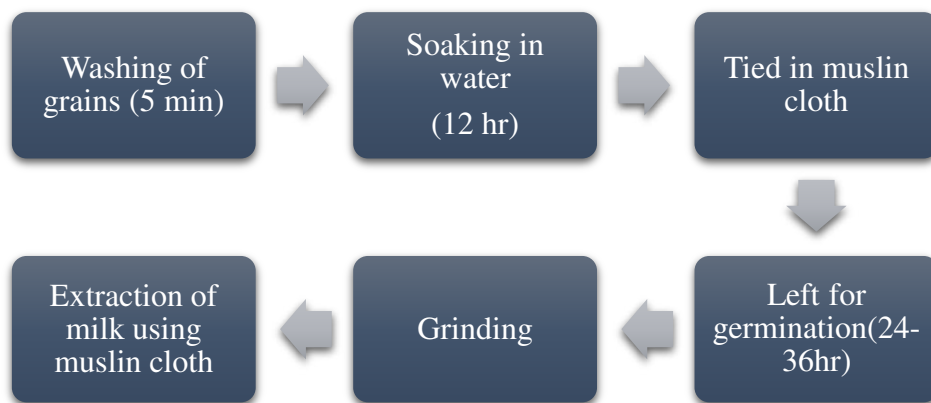 Washing of
grains (5 min)
Soaking in
water
(12 hr)
Tied in muslin
cloth
Left for
germination(24-
36hr)
Grinding
Extraction of
milk using
muslin cloth